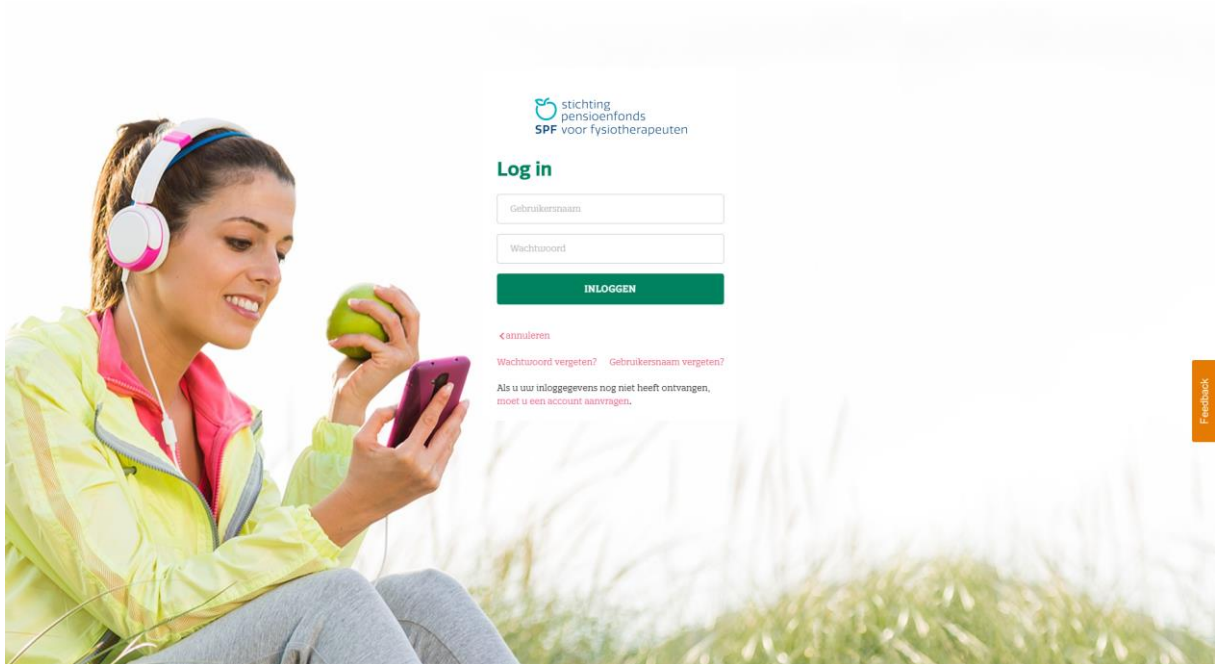 stichting
pensioenfonds
SPF voor fysiotherapeuten
Log in
Gebruikersnaam
Wachtwoord
INLOGGEN
annuleren
Wachtwoord vergeten? Gebruikersnaam vergeten?
Als u uw inloggegevens nog niet heeft ontvangen,
moet u een account aanvragen.
Feedback